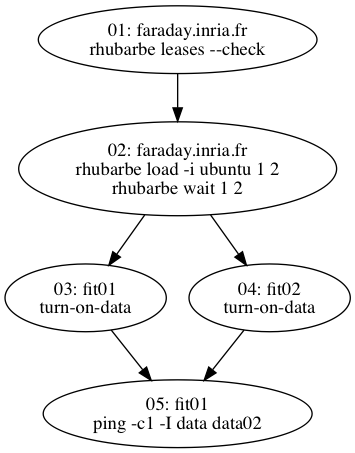 01: faraday.inria.fr
rhubarbe leases --check
02: faraday.inria.fr
rhubarbe load -i ubuntu 1 2
rhubarbe wait 1 2
03: fit01
turn-on-data
04: fit02
turn-on-data
05: fit01
ping -c1 -I data data02